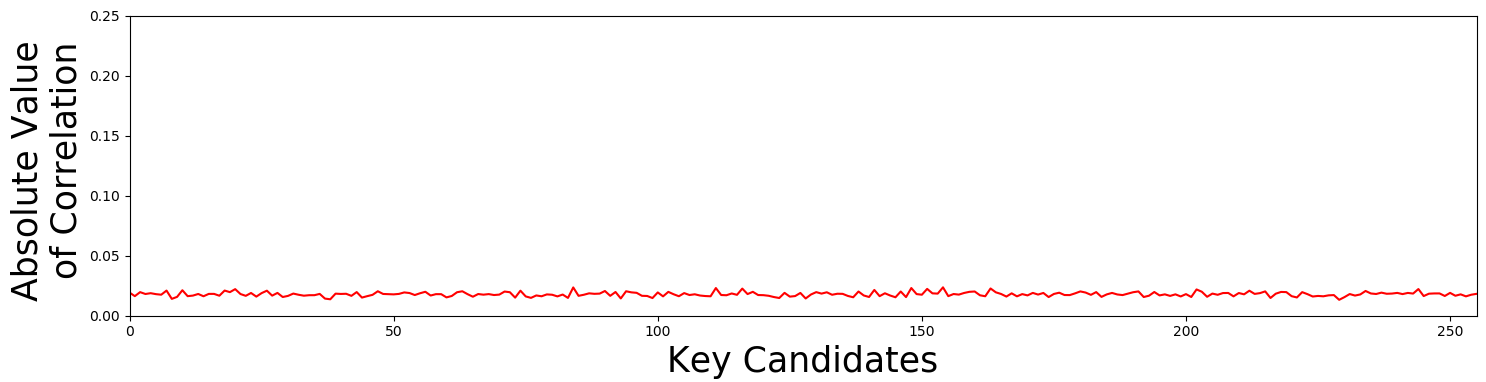 Absolute Value
of Correlation
0.25
0.20
0.15
0.10
0.05
0.00
0 50 100 150 200 250
Key Candidates